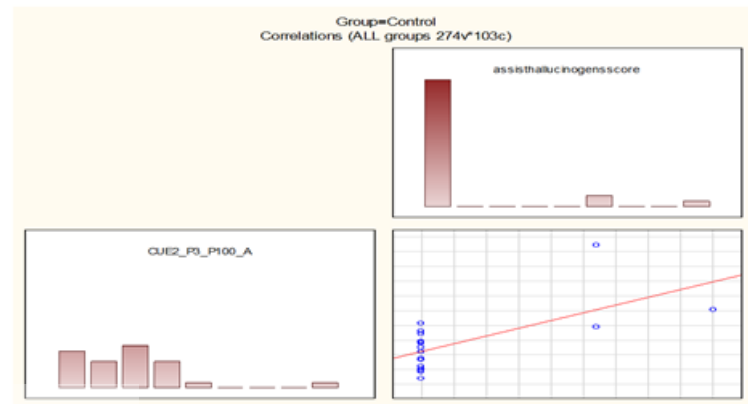 Group=Control
Correlations (ALL groups 274v*103c)
assisthallucinogensscore
CUE2_P3_P100_A